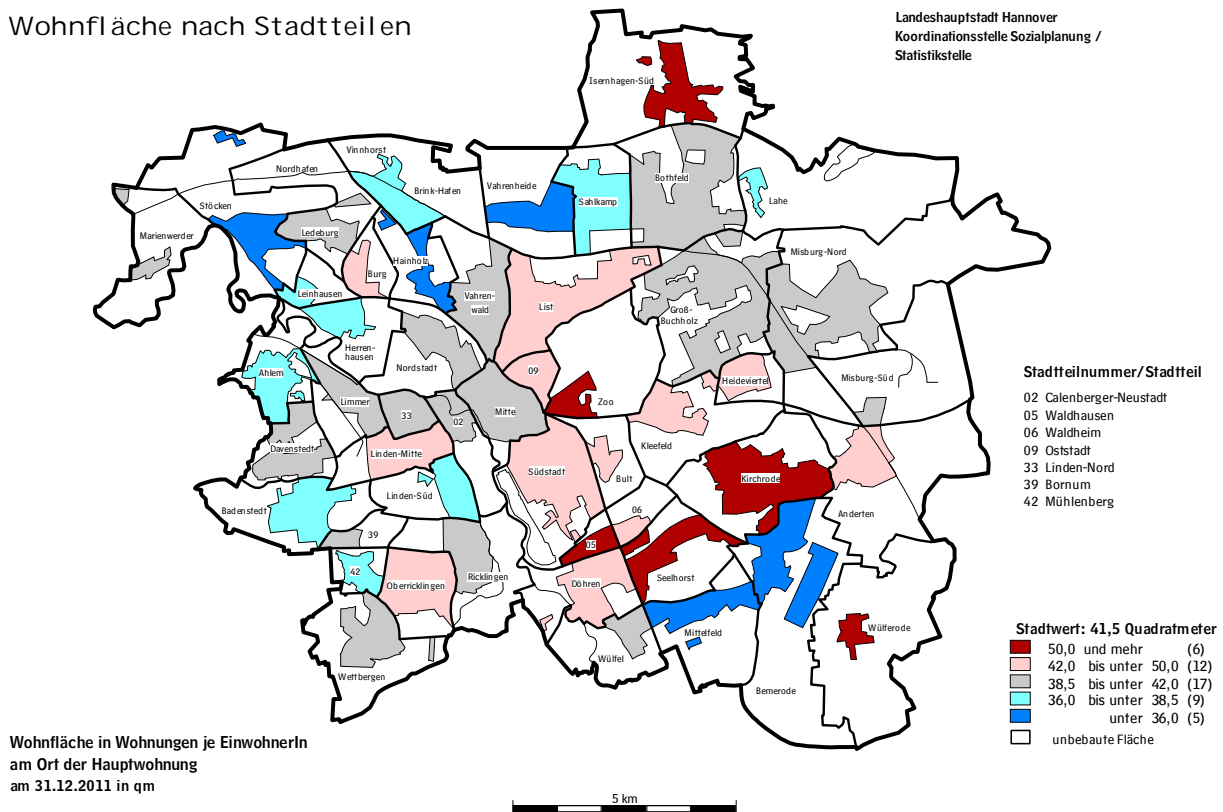 Wohnfläche nach Stadtteilen
Landeshauptstadt Hannover
Koordinationsstelle Sozialplanung /
Statistikstelle
Isernhagen-Süd
Vinnhorst
Nordhafen
Brink-Hafen
Vahrenheide
Sahlkamp
Bothfeld
Lahe
Stöcken
Marienwerder
Ledeburg
Burg
Hainholz
Misburg-Nord
Leinhausen
Vahren-
wald
List
Groß-
Buchholz
Herren-
hausen
Nordstadt
Ahlem
09
Heideviertel
Misburg-Süd
Limmer
33
02
Mitte
Zoo
Davenstedt
Linden-Mitte
Kleefeld
Südstadt
Bult
Kirchrode
Badenstedt
Linden-Süd
06
Anderten
39
05
42
Oberricklingen
Ricklingen
Döhren
Seelhorst
Mittelfeld
Wülferode
Wülfel
Wettbergen
Bemerode
Stadtteilnummer/Stadtteil
02 Calenberger-Neustadt
05 Waldhausen
06 Waldheim
09 Oststadt
33 Linden-Nord
39 Bornum
42 Mühlenberg
Stadtwert: 41,5 Quadratmeter
50,0 und mehr (6)
42,0 bis unter 50,0 (12)
38,5 bis unter 42,0 (17)
36,0 bis unter 38,5 (9)
unter 36,0 (5)
unbebaute Fläche
Wohnfläche in Wohnungen je EinwohnerIn
am Ort der Hauptwohnung
am 31.12.2011 in qm
5 km